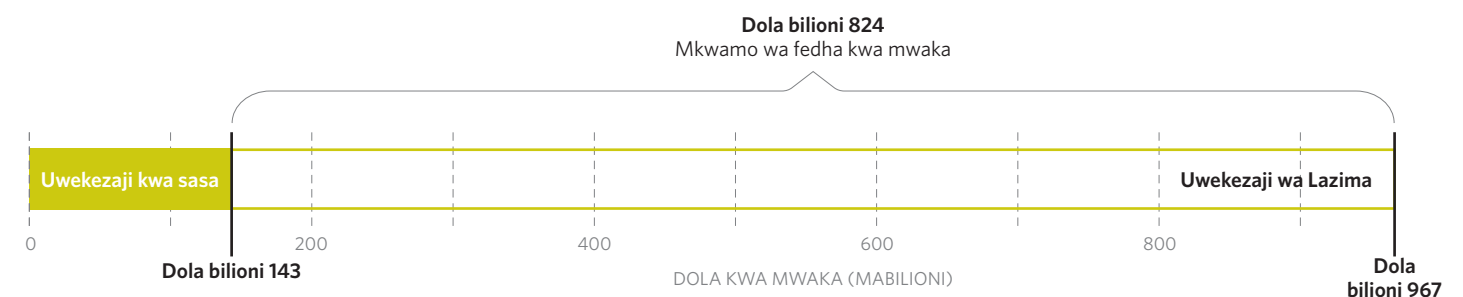 Dola bilioni 824
Mkwamo wa fedha kwa mwaka
Uwekezaji kwa sasa
Uwekezaji wa Lazima
0
200
400
600
800
Dola bilioni 143
DOLA KWA MWAKA (MABILIONI)
Dola
bilioni 967